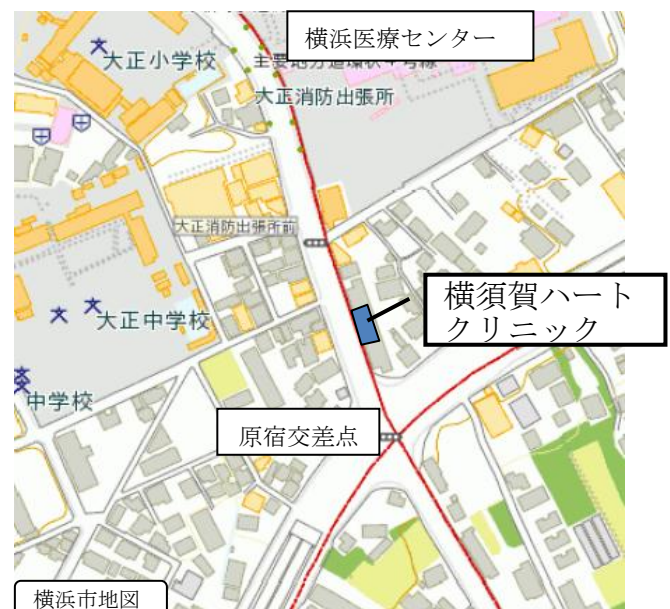 横浜医療センター
大正小学校
主要地方道環状4号線
大正消防出張所
大正消防出張所前
横須賀ハート
クリニック
大正中学校
中学校
原宿交差点
横浜市地図